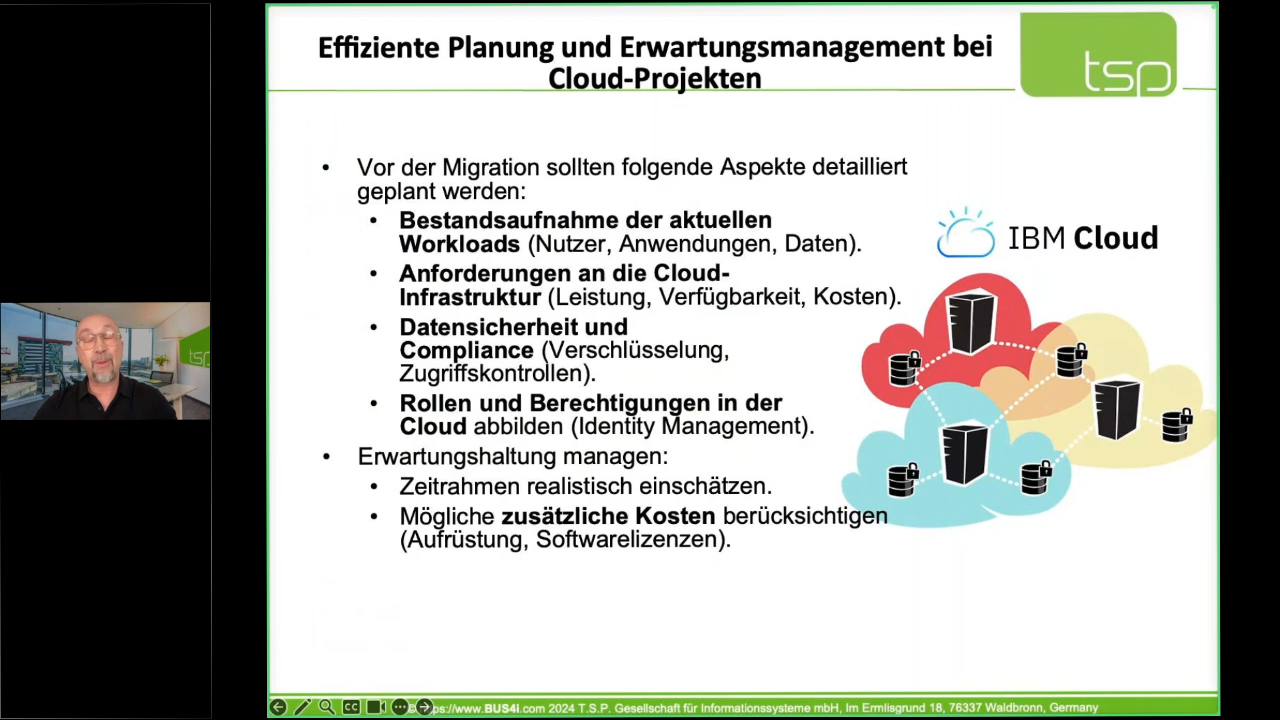 Effiziente Planung und Erwartungsmanagement bei
Cloud-Projekten
tsp
• Vor der Migration sollten folgende Aspekte detailliert
geplant werden:
• Bestandsaufnahme der aktuellen
Workloads (Nutzer, Anwendungen, Daten).
• Anforderungen an die Cloud-
Infrastruktur (Leistung, Verfügbarkeit, Kosten).
• Datensicherheit und
Compliance (Verschlüsselung,
Zugriffskontrollen).
• Rollen und Berechtigungen in der
Cloud abbilden (Identity Management).
• Erwartungshaltung managen:
• Zeitrahmen realistisch einschätzen.
• Mögliche zusätzliche Kosten berücksichtigen
(Aufrüstung, Softwarelizenzen).
IBM Cloud
tsp
CC
www.BUS4i.com 2024 T.S.P. Gesellschaft für Informationssysteme mbH, Im Ermlisgrund 18, 76337 Waldbronn, Germany